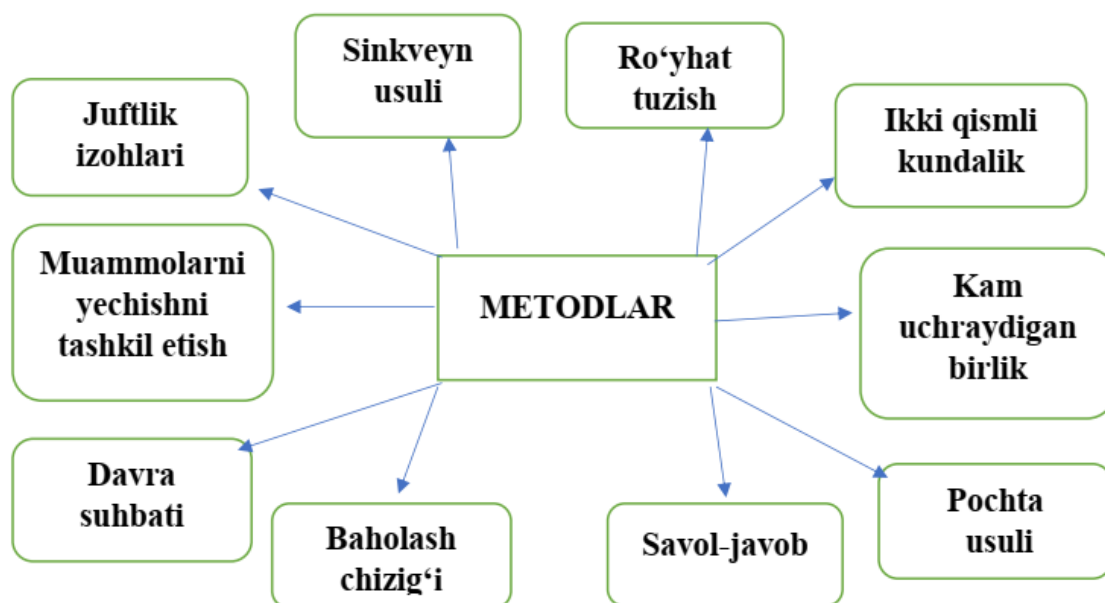 Sinkveyn
usuli
Ro‘yhat
tuzish
Juftlik
izohlari
Ikki qismli
kundalik
Muammolarni
yechishni
tashkil etish
METODLAR
Kam
uchraydigan
birlik
Davra
suhbati
Baholash
chizig‘i
Savol-javob
Pochta
usuli